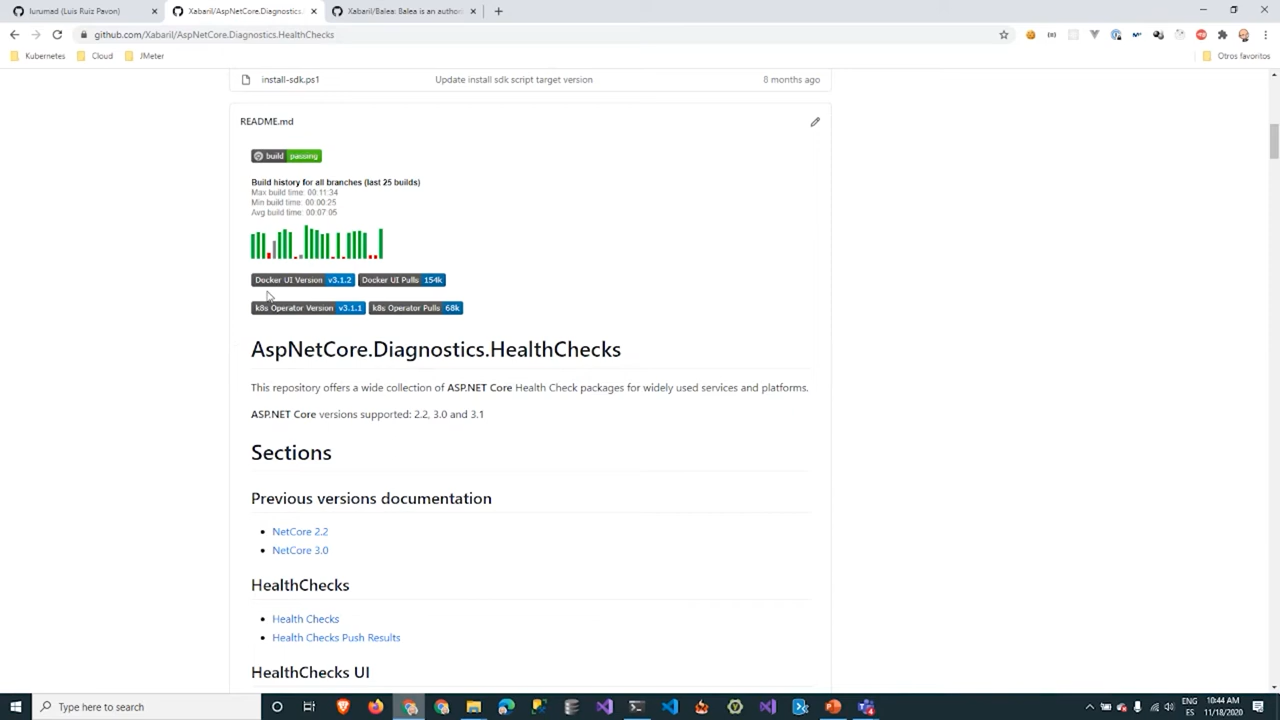 lurumad (Luis Ruiz Pavon)
Xabaril/AspNetCore.Diagnostics.
Xabaril/Balea: Balea is an author
github.com/Xabaril/AspNetCore.Diagnostics.HealthChecks
Kubernetes
Cloud
JMeter
Otros favoritos
install-sdk.ps1
Update install sdk script target version
8 months ago
README.md
build passing
Build history for all branches (last 25 builds)
Max build time: 00:11:34
Min build time: 00:00:25
Avg build time: 00:07:05
Docker UI Version v3.1.2 Docker UI Pulls 154k
k8s Operator Version v3.1.1 k8s Operator Pulls 68k
AspNetCore.Diagnostics.HealthChecks
This repository offers a wide collection of ASP.NET Core Health Check packages for widely used services and platforms.
ASP.NET Core versions supported: 2.2, 3.0 and 3.1
Sections
Previous versions documentation
NetCore 2.2
NetCore 3.0
HealthChecks
Health Checks
Health Checks Push Results
HealthChecks UI
Type here to search
ENG
ES
10:44 AM
11/18/2020